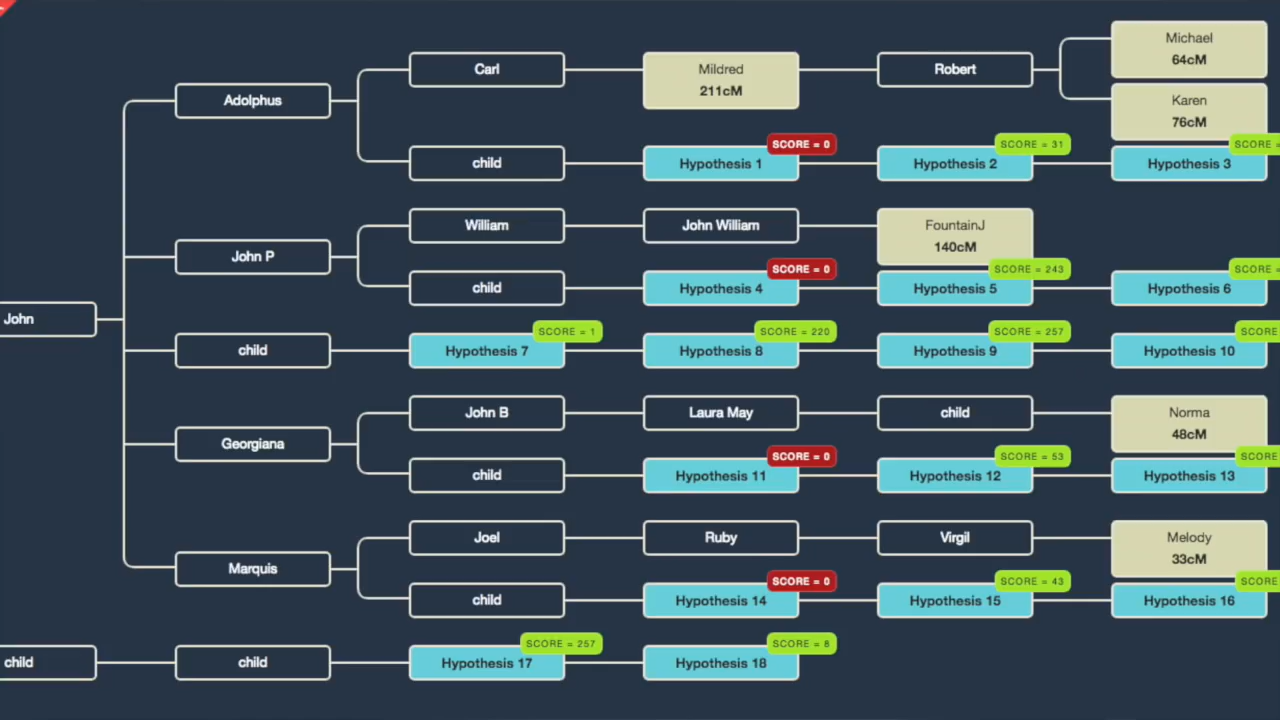 Michael
64cM
Carl
Mildred
211cM
Robert
Karen
76cM
Adolphus
SCORE = 0
SCORE = 31
SCORE =
child
Hypothesis 1
Hypothesis 2
Hypothesis 3
William
John William
FountainJ
140cM
John P
SCORE = 0
SCORE = 243
SCORE =
child
Hypothesis 4
Hypothesis 5
Hypothesis 6
John
SCORE = 1
SCORE = 220
SCORE = 257
SCORE
child
Hypothesis 7
Hypothesis 8
Hypothesis 9
Hypothesis 10
John B
Laura May
child
Norma
48cM
Georgiana
SCORE = 0
SCORE = 53
SCORE
child
Hypothesis 11
Hypothesis 12
Hypothesis 13
Joel
Ruby
Virgil
Melody
33cM
Marquis
SCORE = 0
SCORE = 43
SCORE
child
Hypothesis 14
Hypothesis 15
Hypothesis 16
SCORE = 257
SCORE = 8
child
child
Hypothesis 17
Hypothesis 18